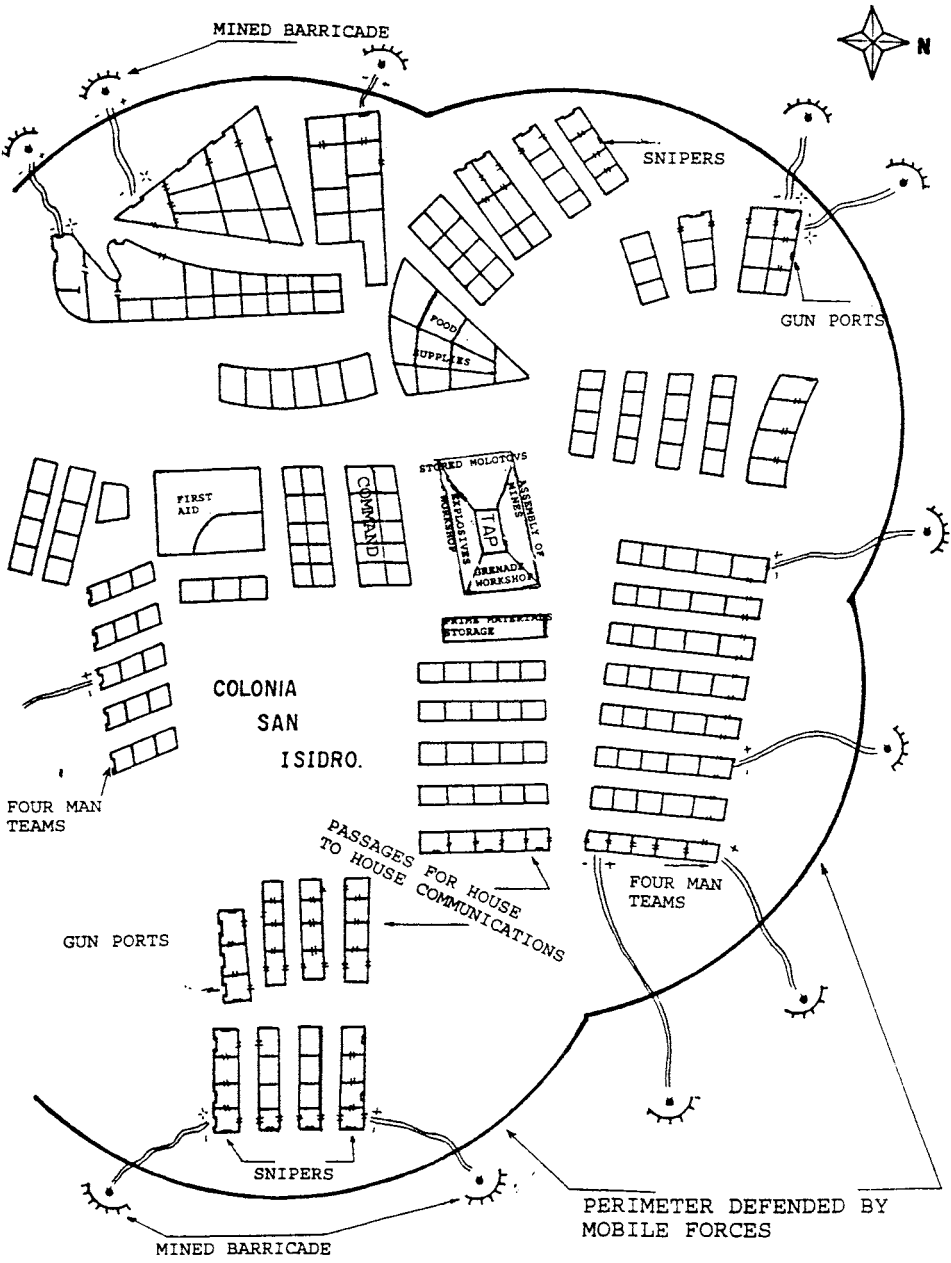 MINED BARRICADE
N
SNIPERS
GUN PORTS
FOOD
SUPPLIES
STORED MOLOTOVS
ASSEMBLY OF
MINES
EXPLOSIVES
WORKSHOP
TAP
GRENADE
WORKSHOP
FIRST
AID
COMMAND
PRIME MATERIALS
STORAGE
COLONIA
SAN
ISIDRO.
FOUR MAN
TEAMS
PASSAGES FOR HOUSE
TO HOUSE COMMUNICATIONS
FOUR MAN
TEAMS
GUN PORTS
SNIPERS
PERIMETER DEFENDED BY
MOBILE FORCES
MINED BARRICADE